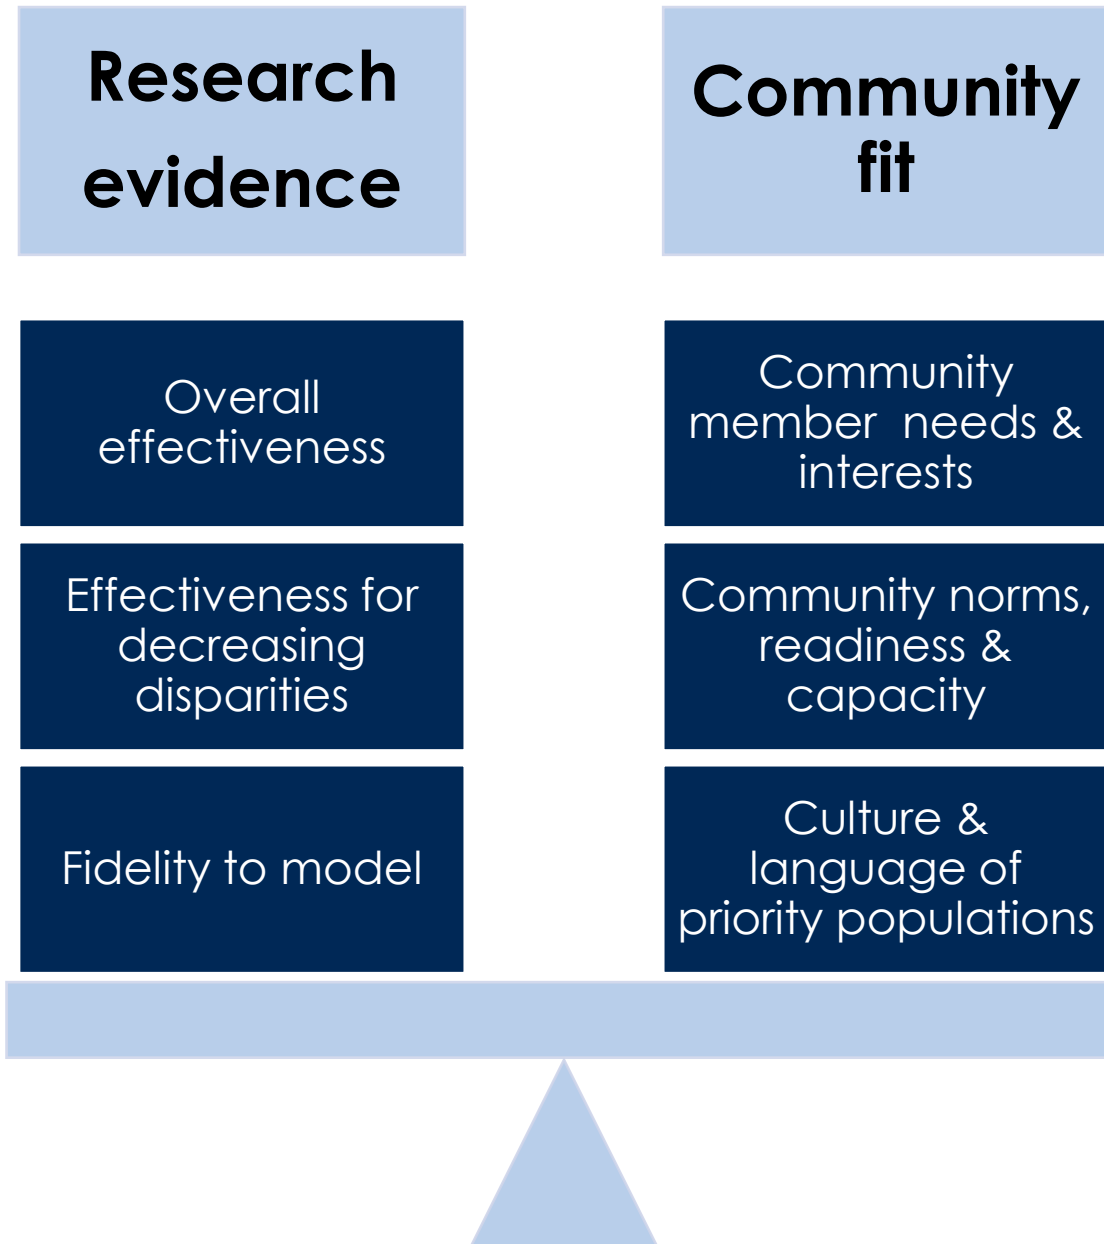 Research
evidence
Community
fit
Overall
effectiveness
Community
member  needs &
interests
Effectiveness for
decreasing
disparities
Community norms,
readiness &
capacity
Fidelity to model
Culture &
language of
priority populations